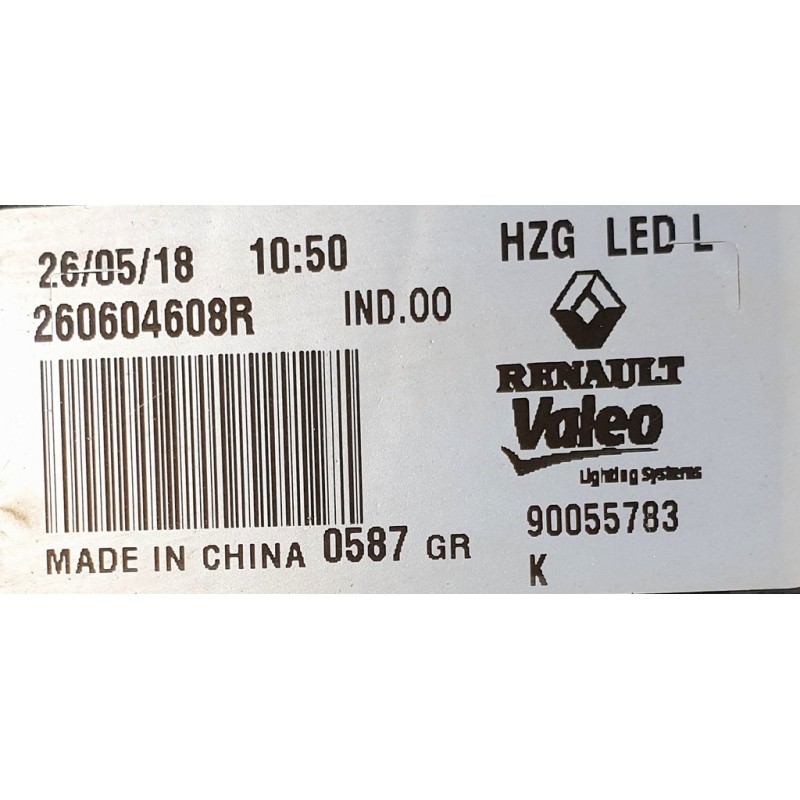 26/05/18 10:50 HZG LED L
260604608R IND.00
RENAULT
Valeo
Lighting Systems
90055783
MADE IN CHINA 0587 GR
K